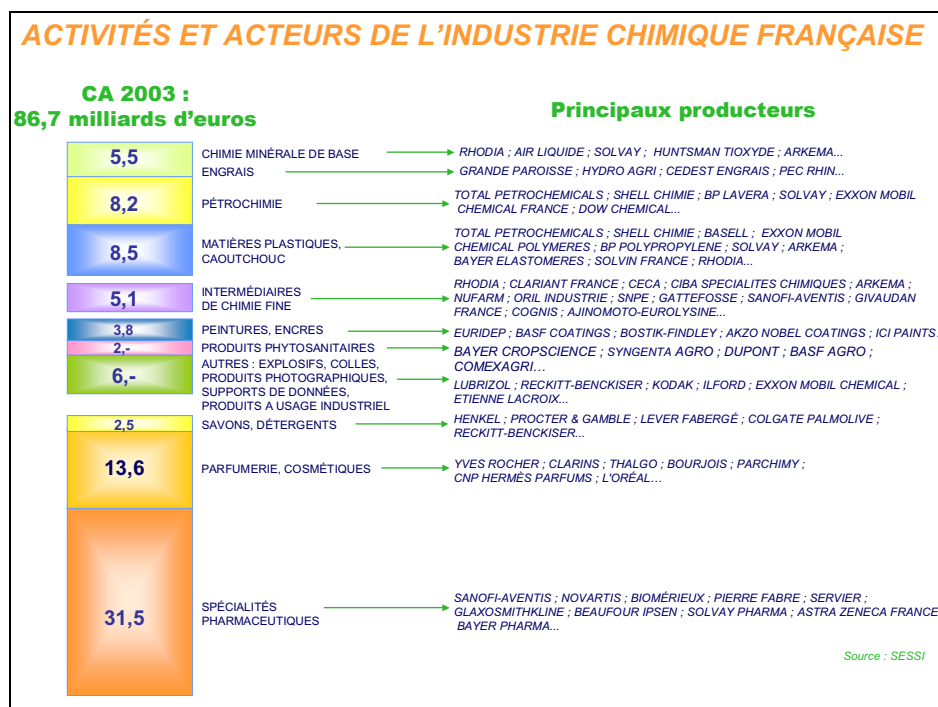 ACTIVITÉS ET ACTEURS DE L'INDUSTRIE CHIMIQUE FRANÇAISE
CA 2003 :
86,7 milliards d'euros
Principaux producteurs
5,5
CHIMIE MINÉRALE DE BASE
RHODIA ; AIR LIQUIDE ; SOLVAY ; HUNTSMAN TIOXYDE ; ARKEMA...
ENGRAIS
GRANDE PAROISSE ; HYDRO AGRI ; CEDEST ENGRAIS ; PEC RHIN...
8,2
PÉTROCHIMIE
TOTAL PETROCHEMICALS ; SHELL CHIMIE ; BP LAVERA ; SOLVAY ; EXXON MOBIL
CHEMICAL FRANCE ; DOW CHEMICAL...
8,5
MATIÈRES PLASTIQUES,
CAOUTCHOUC
TOTAL PETROCHEMICALS ; SHELL CHIMIE ; BASELL ; EXXON MOBIL
CHEMICAL POLYMERES ; BP POLYPROPYLENE ; SOLVAY ; ARKEMA ;
BAYER ELASTOMERES ; SOLVIN FRANCE ; RHODIA...
5,1
INTERMÉDIAIRES
DE CHIMIE FINE
RHODIA ; CLARIANT FRANCE ; CECA ; CIBA SPECIALITES CHIMIQUES ; ARKEMA ;
NUFARM ; ORIL INDUSTRIE ; SNPE ; GATTEFOSSE ; SANOFI-AVENTIS ; GIVAUDAN
FRANCE ; COGNIS ; AJINOMOTO-EUROLYSINE...
3,8
PEINTURES, ENCRES
EURIDEP ; BASF COATINGS ; BOSTIK-FINDLEY ; AKZO NOBEL COATINGS ; ICI PAINTS...
2,-
PRODUITS PHYTOSANITAIRES
BAYER CROPSCIENCE ; SYNGENTA AGRO ; DUPONT ; BASF AGRO ;
COMEXAGRI...
6,-
AUTRES : EXPLOSIFS, COLLES,
PRODUITS PHOTOGRAPHIQUES,
SUPPORTS DE DONNÉES,
PRODUITS A USAGE INDUSTRIEL
LUBRIZOL ; RECKITT-BENCKISER ; KODAK ; ILFORD ; EXXON MOBIL CHEMICAL ;
ETIENNE LACROIX...
2,5
SAVONS, DÉTERGENTS
HENKEL ; PROCTER & GAMBLE ; LEVER FABERGÉ ; COLGATE PALMOLIVE ;
RECKITT-BENCKISER...
13,6
PARFUMERIE, COSMÉTIQUES
YVES ROCHER ; CLARINS ; THALGO ; BOURJOIS ; PARCHIMY ;
CNP HERMÈS PARFUMS ; L'ORÉAL...
31,5
SPÉCIALITÉS
PHARMACEUTIQUES
SANOFI-AVENTIS ; NOVARTIS ; BIOMÉRIEUX ; PIERRE FABRE ; SERVIER ;
GLAXOSMITHKLINE ; BEAUFOUR IPSEN ; SOLVAY PHARMA ; ASTRA ZENECA FRANCE
BAYER PHARMA...
Source : SESSI